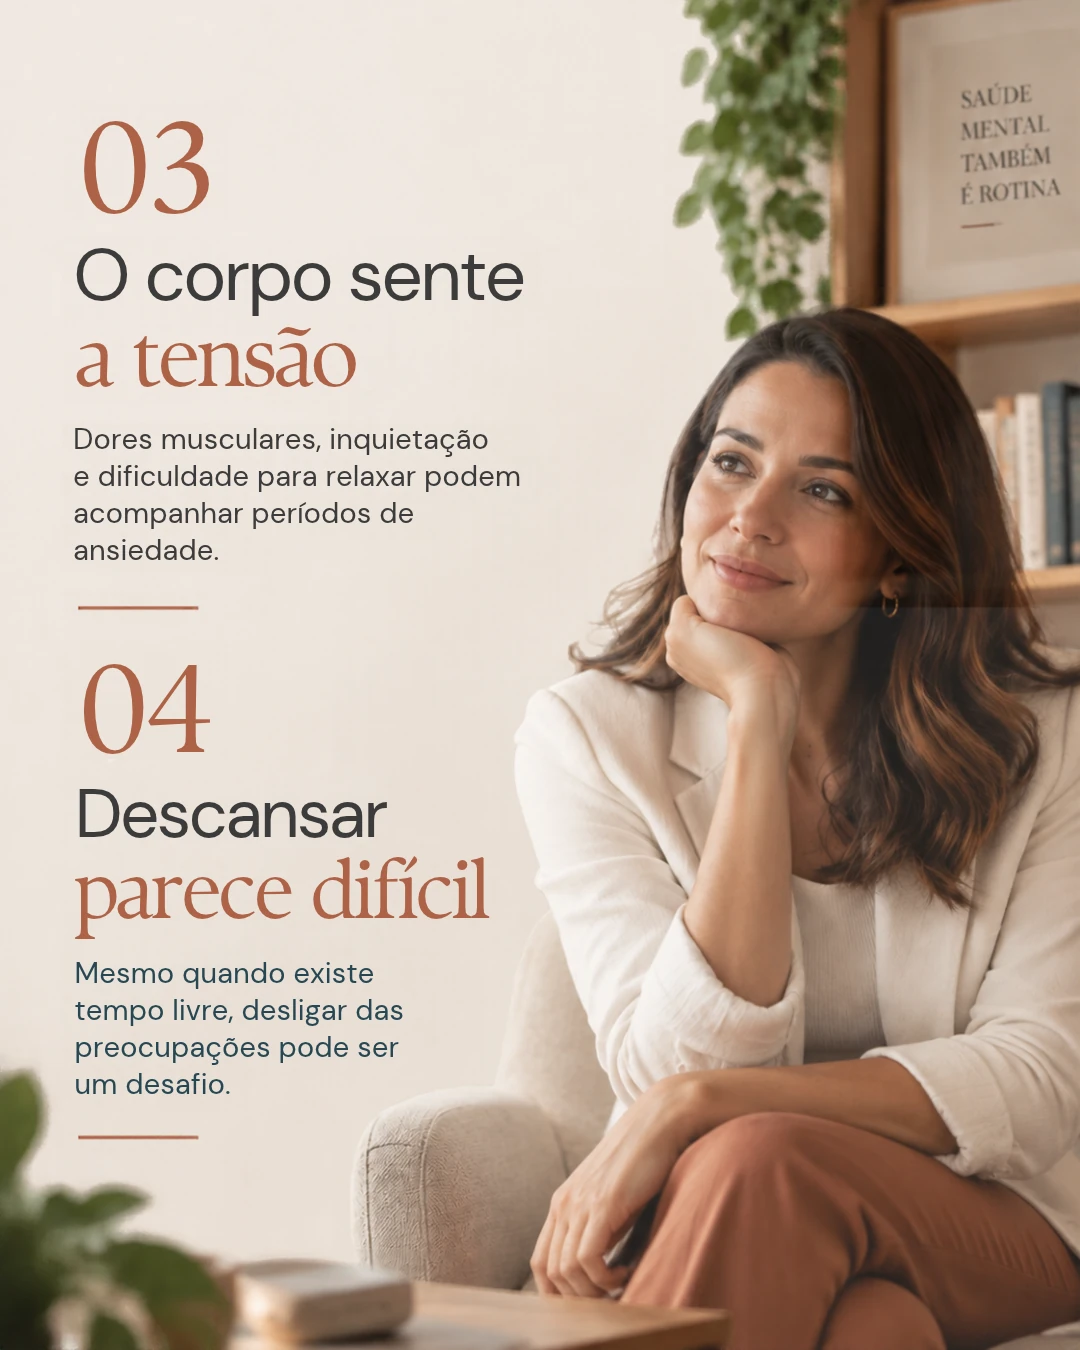 03
O corpo sente
a tensão
Dores musculares, inquietação
e dificuldade para relaxar podem
acompanhar períodos de
ansiedade.
04
Descansar
parece difícil
Mesmo quando existe
tempo livre, desligar das
preocupações pode ser
um desafio.
SAÚDE
MENTAL
TAMBÉM
É ROTINA